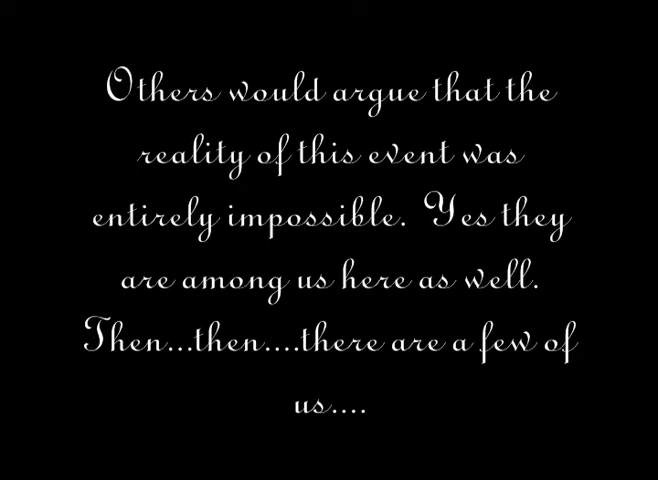 Others would argue that the
reality of this event was
entirely impossible. Yes they
are among us here as well.
Then...then....there are a few of
us....